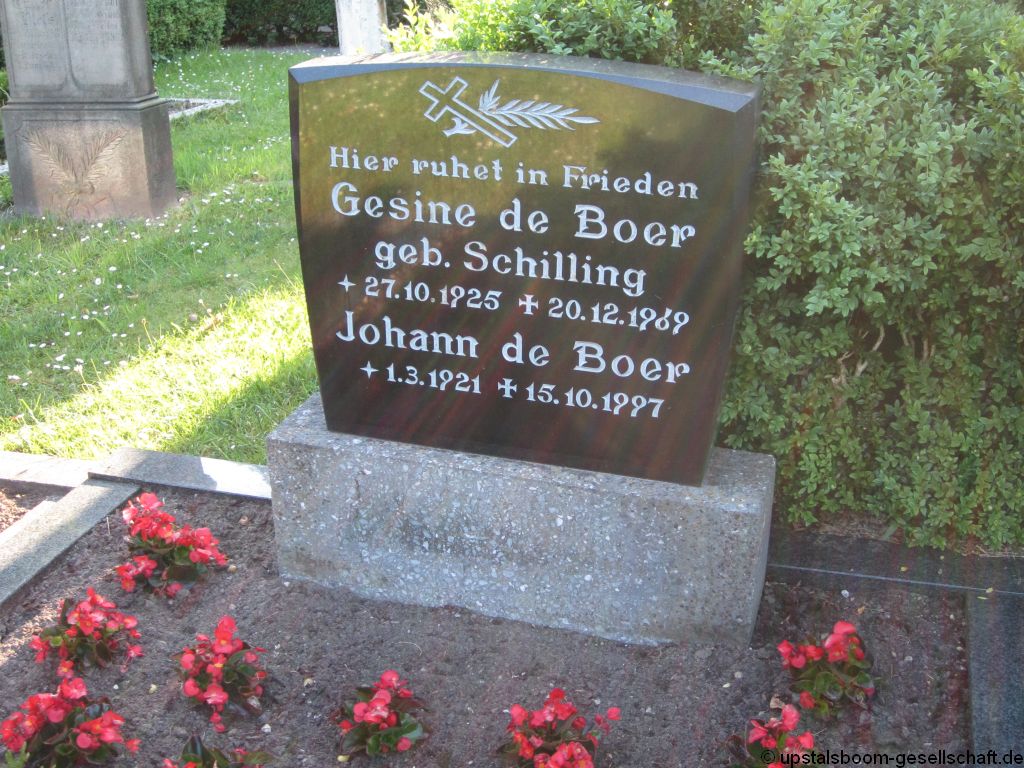 Hier ruhet in Frieden
Gesine de Boer
geb. Schilling
27.10.1925 20.12.1969
Johann de Boer
1.3.1921 15.10.1997
© upstalsboom-gesellschaft.de